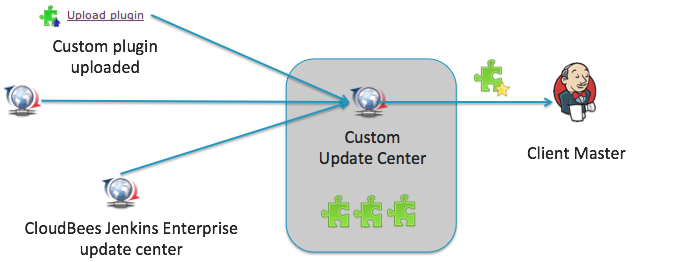 Upload plugin
Custom plugin
uploaded
Custom
Update Center
Client Master
CloudBees Jenkins Enterprise
update center